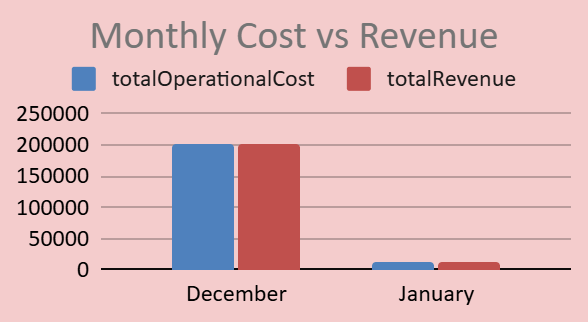 Monthly Cost vs Revenue
totalOperationalCost totalRevenue
250000
200000
150000
100000
50000
0
December January